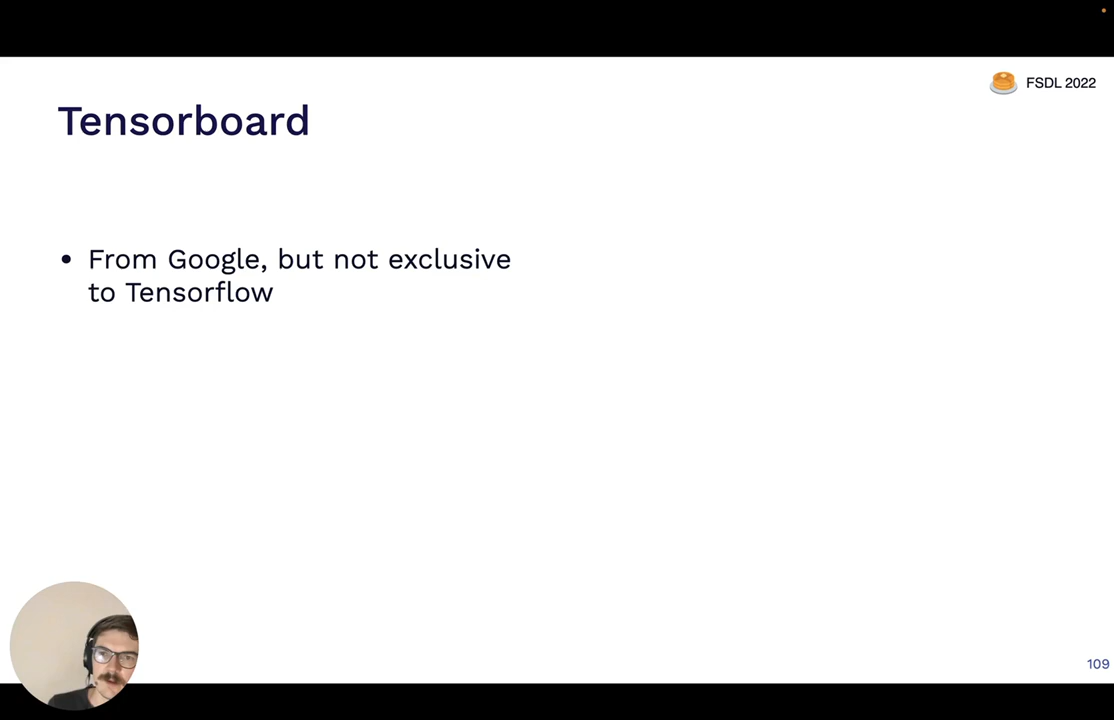 FSDL 2022
Tensorboard
• From Google, but not exclusive
to Tensorflow
109